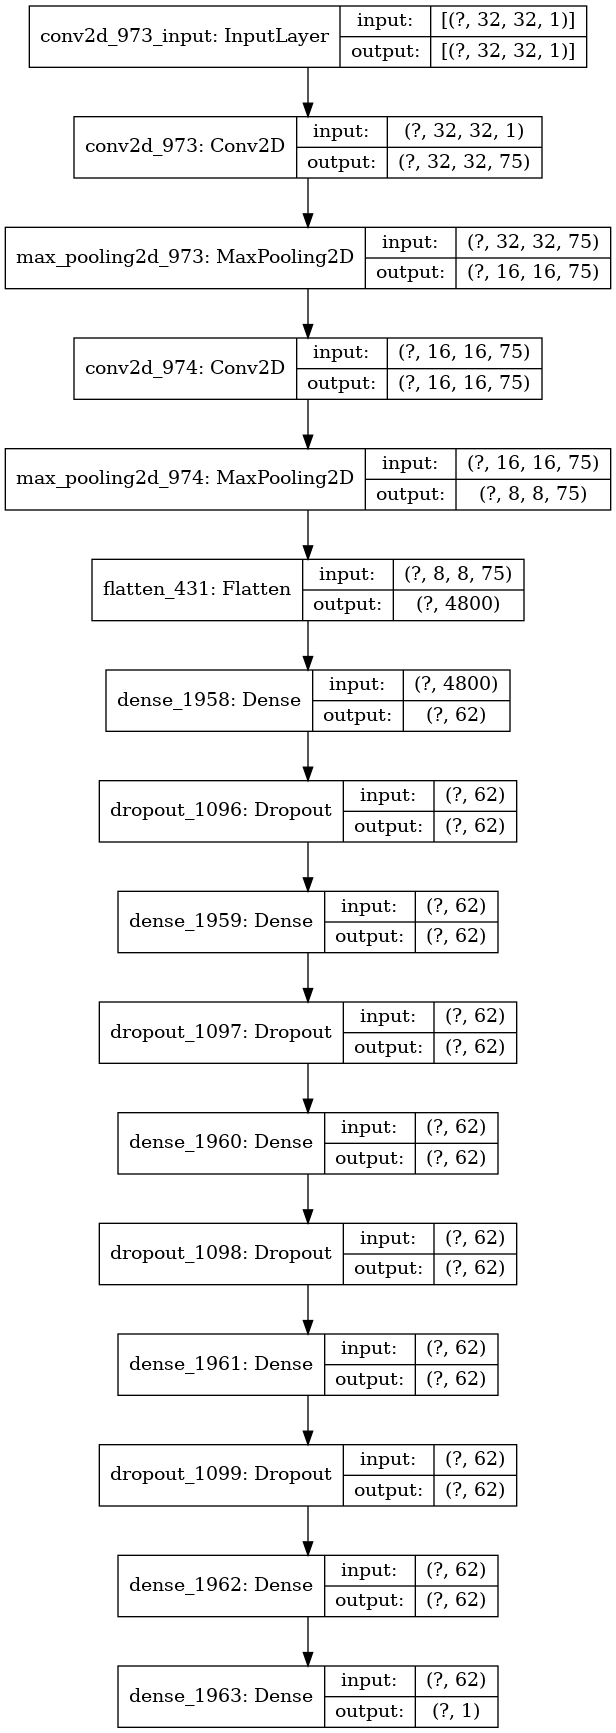 conv2d_973_input: InputLayer
input:
[(?, 32, 32, 1)]
output:
[(?, 32, 32, 1)]
conv2d_973: Conv2D
input:
(?, 32, 32, 1)
output:
(?, 32, 32, 75)
max_pooling2d_973: MaxPooling2D
input:
(?, 32, 32, 75)
output:
(?, 16, 16, 75)
conv2d_974: Conv2D
input:
(?, 16, 16, 75)
output:
(?, 16, 16, 75)
max_pooling2d_974: MaxPooling2D
input:
(?, 16, 16, 75)
output:
(?, 8, 8, 75)
flatten_431: Flatten
input:
(?, 8, 8, 75)
output:
(?, 4800)
dense_1958: Dense
input:
(?, 4800)
output:
(?, 62)
dropout_1096: Dropout
input:
(?, 62)
output:
(?, 62)
dense_1959: Dense
input:
(?, 62)
output:
(?, 62)
dropout_1097: Dropout
input:
(?, 62)
output:
(?, 62)
dense_1960: Dense
input:
(?, 62)
output:
(?, 62)
dropout_1098: Dropout
input:
(?, 62)
output:
(?, 62)
dense_1961: Dense
input:
(?, 62)
output:
(?, 62)
dropout_1099: Dropout
input:
(?, 62)
output:
(?, 62)
dense_1962: Dense
input:
(?, 62)
output:
(?, 62)
dense_1963: Dense
input:
(?, 62)
output:
(?, 1)